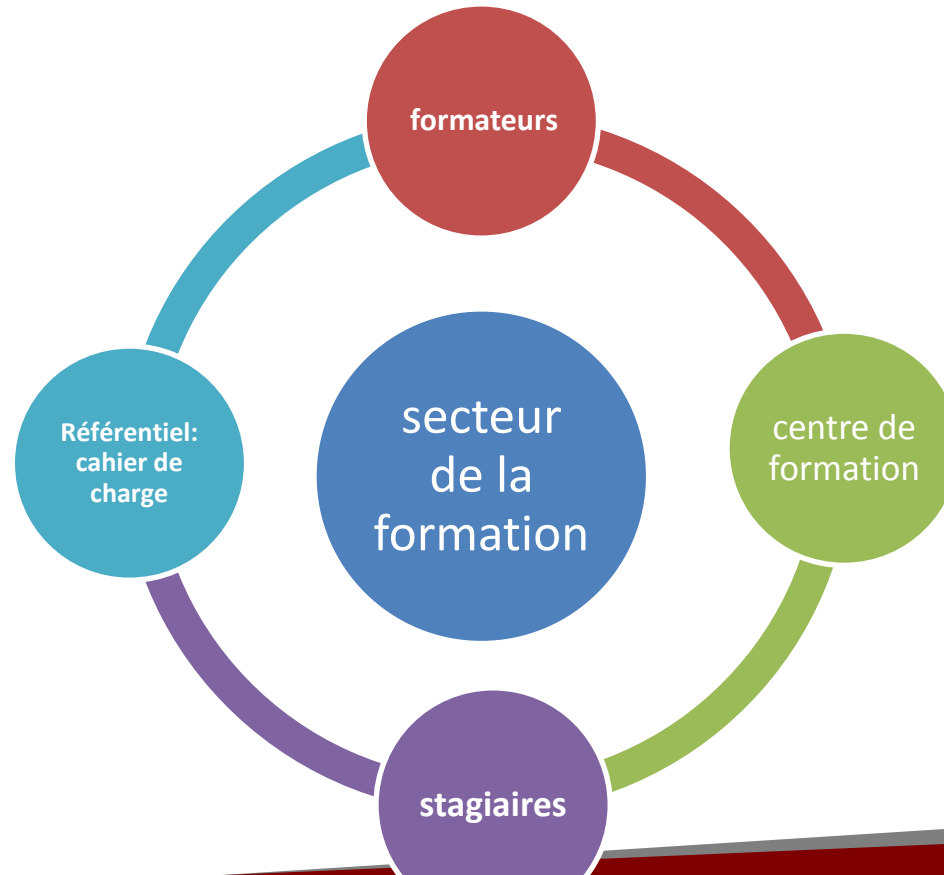 formateurs
secteur
de la
formation
centre de
formation
Référentiel:
cahier de
charge
stagiaires